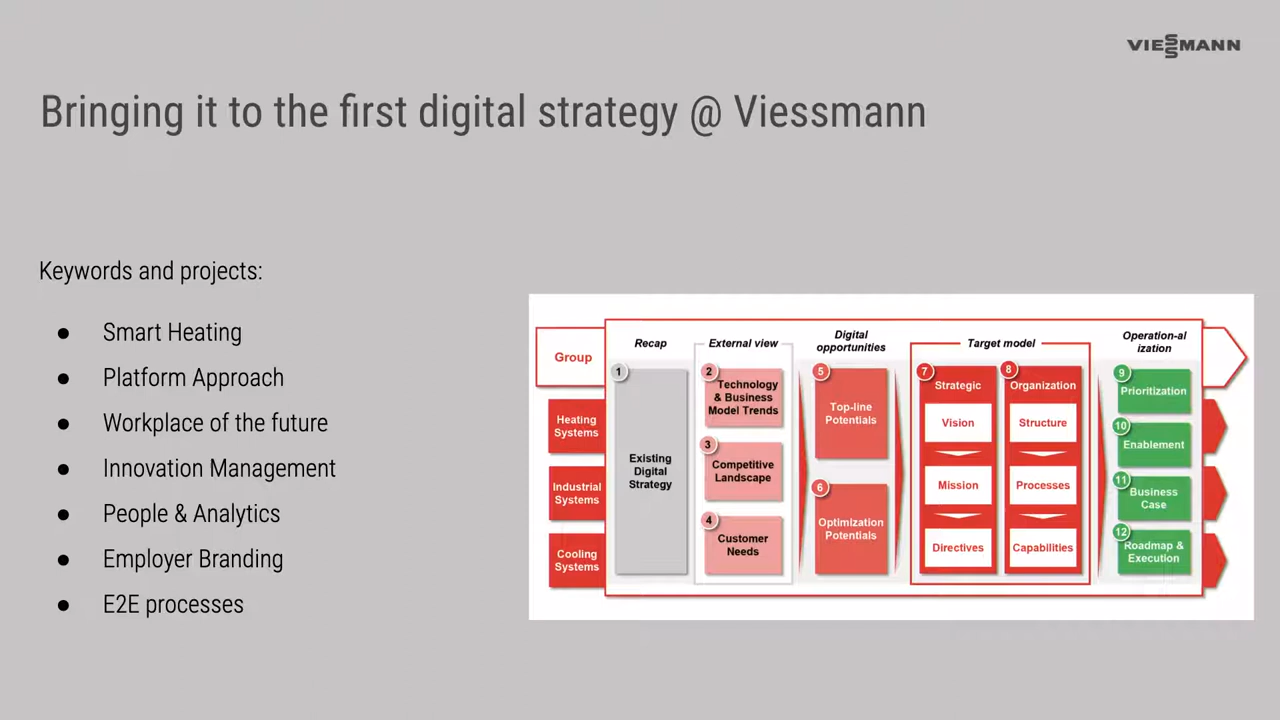 VIESSMANN
Bringing it to the first digital strategy @ Viessmann
Keywords and projects:
● Smart Heating
● Platform Approach
● Workplace of the future
● Innovation Management
● People & Analytics
● Employer Branding
● E2E processes
Group
Heating
Systems
Industrial
Systems
Cooling
Systems
Recap
1
Existing
Digital
Strategy
External view
2
Technology
& Business
Model Trends
3
Competitive
Landscape
4
Customer
Needs
Digital
opportunities
5
Top-line
Potentials
6
Optimization
Potentials
Target model
7
Strategic
Vision
Mission
Directives
8
Organization
Structure
Processes
Capabilities
Operation-al
ization
9
Prioritization
10
Enablement
11
Business
Case
12
Roadmap &
Execution